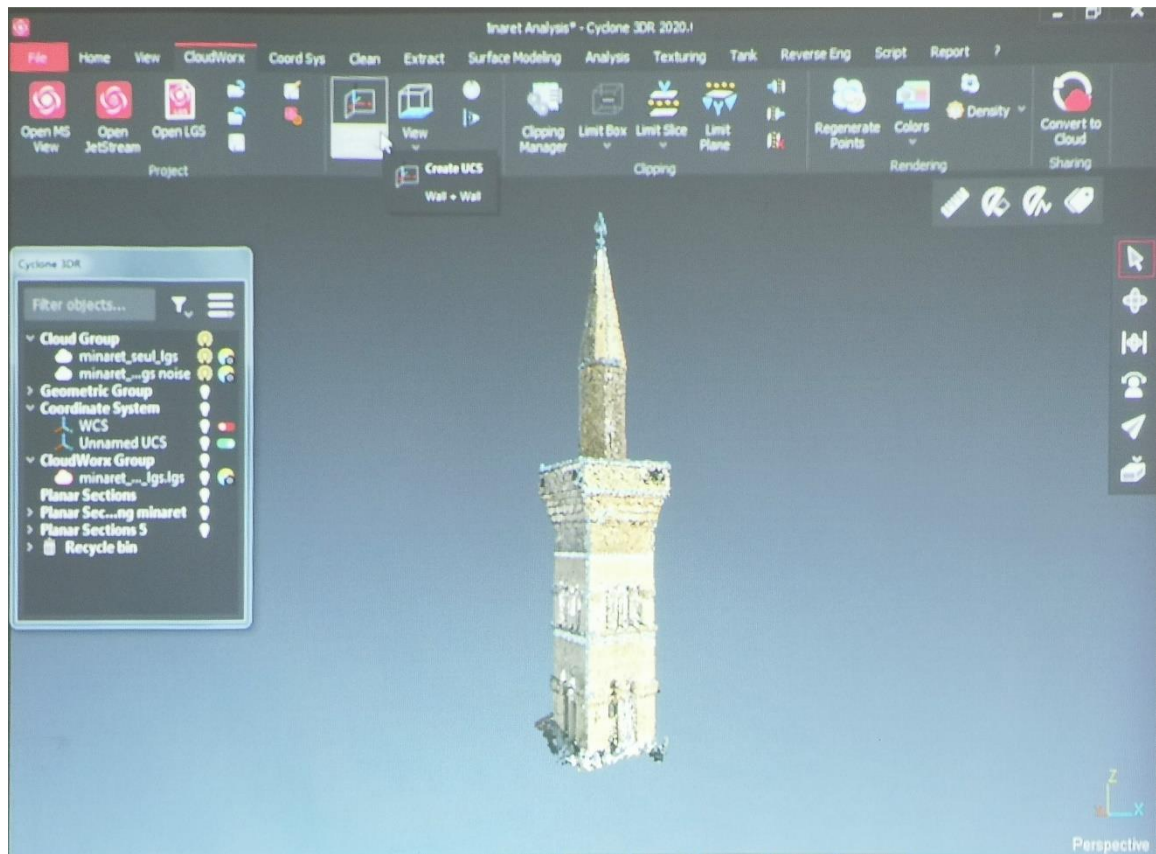 linaret Analysis* - Cyclone 3DR 2020.
File Home View CloudWorx Coord Sys Clean Extract Surface Modeling Analysis Texturing Tank Reverse Eng Script Report ?
Open MS View
Open JetStream
Open LGS
Project
View
Create UCS
Wall + Wall
Clipping Manager
Limit Box
Limit Slice
Limit Plane
Clipping
Regenerate Points
Colors
Density
Rendering
Convert to Cloud
Sharing
Cyclone 3DR
Filter objects...
Cloud Group
minaret_seul_lgs
minaret_...gs noise
Geometric Group
Coordinate System
WCS
Unnamed UCS
CloudWorx Group
minaret_..._lgs.lgs
Planar Sections
Planar Sec...ng minaret
Planar Sections 5
Recycle bin
Z
X
Perspective